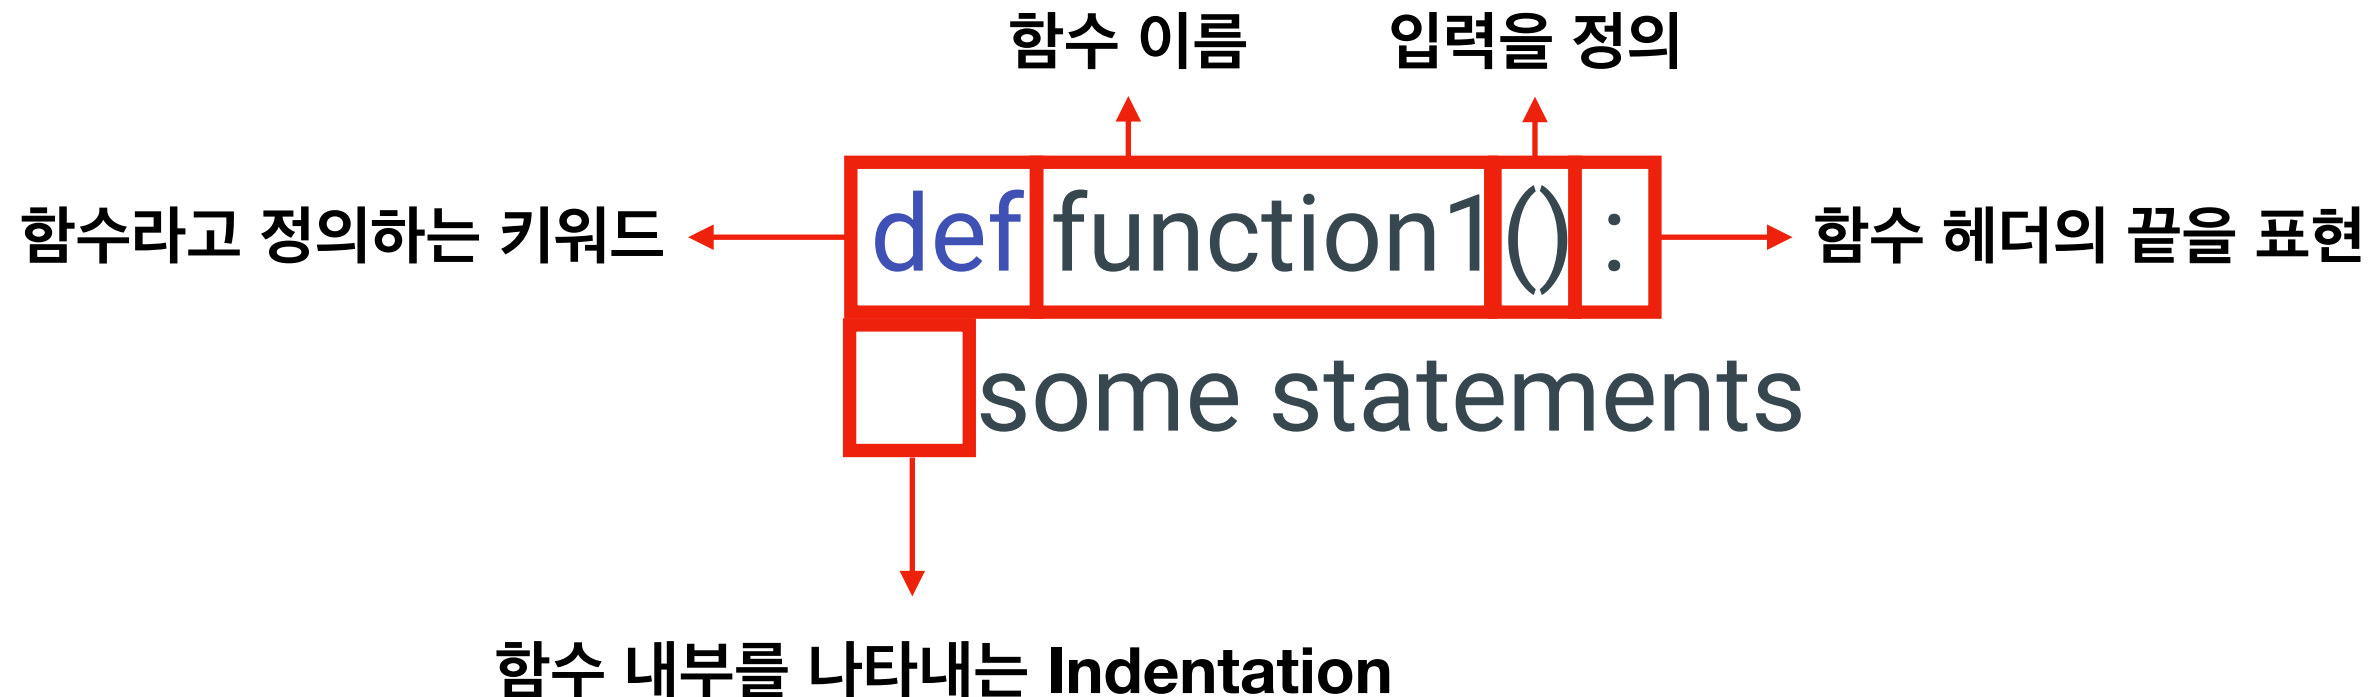 함수 이름 입력을 정의
함수라고 정의하는 키워드 def function1() : 함수 헤더의 끝을 표현
some statements
함수 내부를 나타내는 Indentation